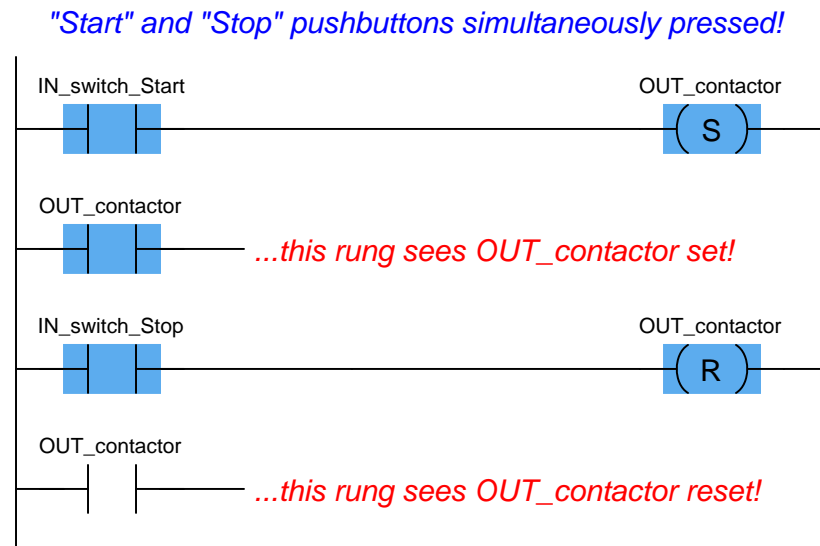 "Start" and "Stop" pushbuttons simultaneously pressed!
IN_switch_Start OUT_contactor
S
OUT_contactor
...this rung sees OUT_contactor set!
IN_switch_Stop OUT_contactor
R
OUT_contactor
...this rung sees OUT_contactor reset!